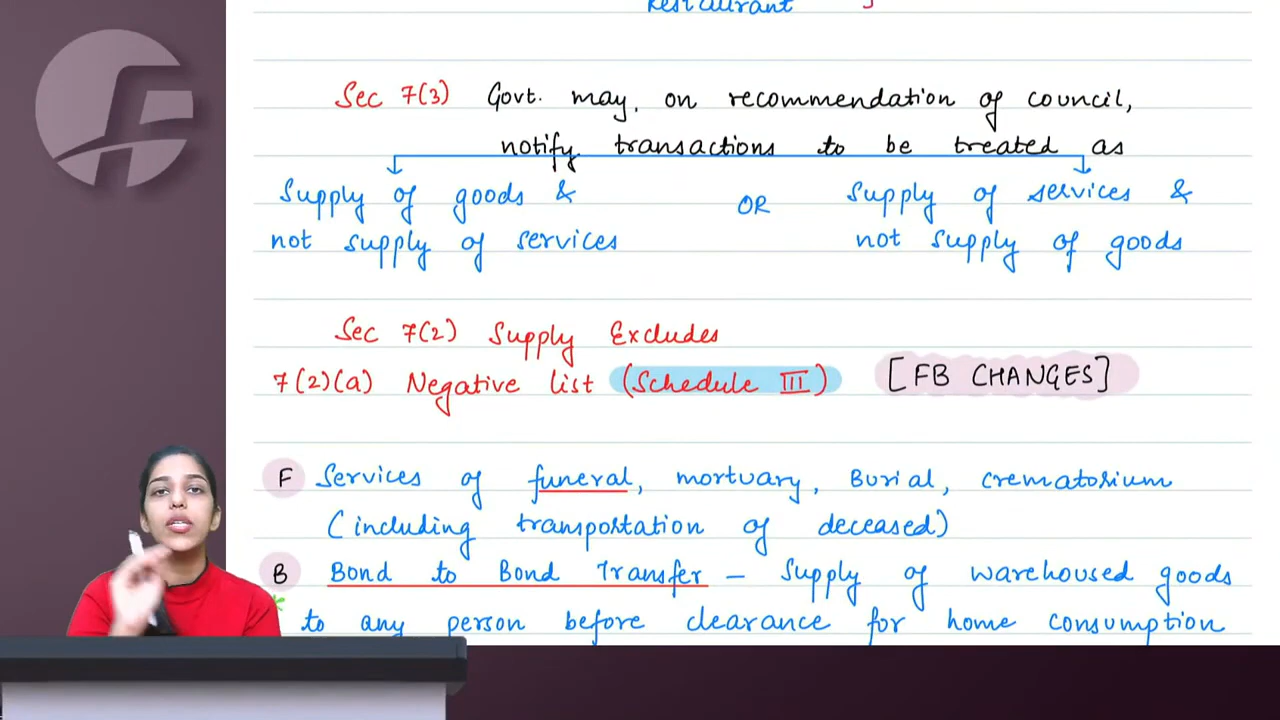 Restaurant
Sec 7(3) Govt. may, on recommendation of council,
notify transactions to be treated as
Supply of goods & OR Supply of services &
not supply of services not supply of goods
Sec 7(2) Supply Excludes
7(2)(a) Negative list (Schedule III) [FB CHANGES]
F Services of funeral, mortuary, Burial, crematorium
(including transportation of deceased)
B Bond to Bond Transfer – Supply of warehoused goods
* to any person before clearance for home consumption